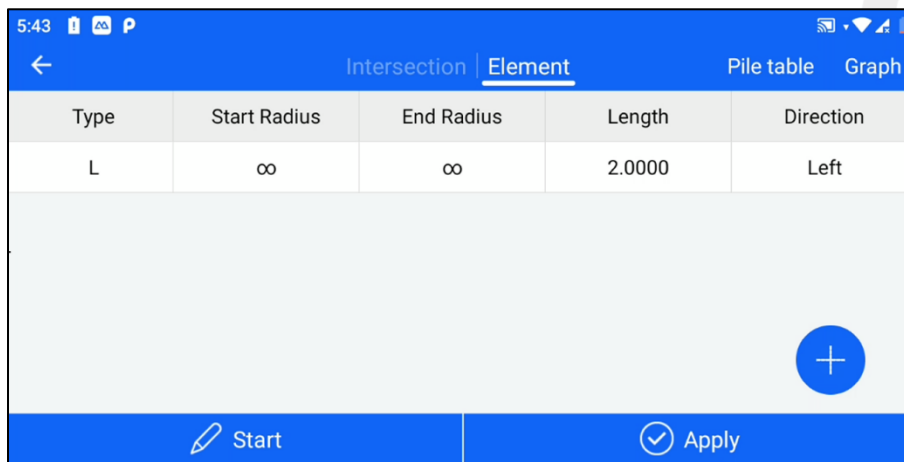 5:43
Intersection Element Pile table Graph
Type Start Radius End Radius Length Direction
L ∞ ∞ 2.0000 Left
Start Apply